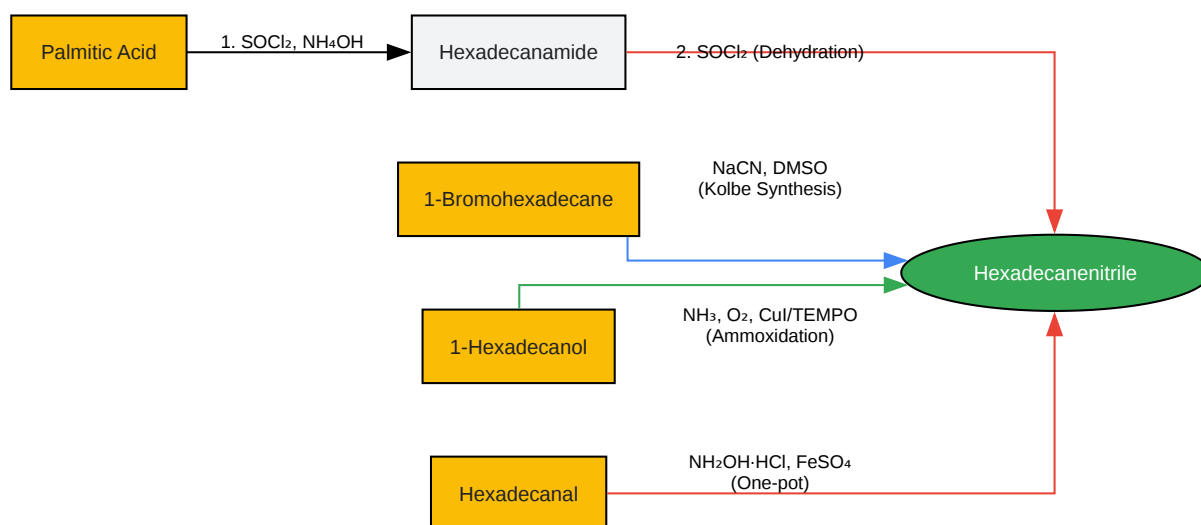 Palmitic Acid
1. SOCl₂, NH₄OH
Hexadecanamide
2. SOCl₂ (Dehydration)
1-Bromohexadecane
NaCN, DMSO
(Kolbe Synthesis)
Hexadecanenitrile
1-Hexadecanol
NH₃, O₂, CuI/TEMPO
(Ammoxidation)
Hexadecanal
NH₂OH·HCl, FeSO₄
(One-pot)